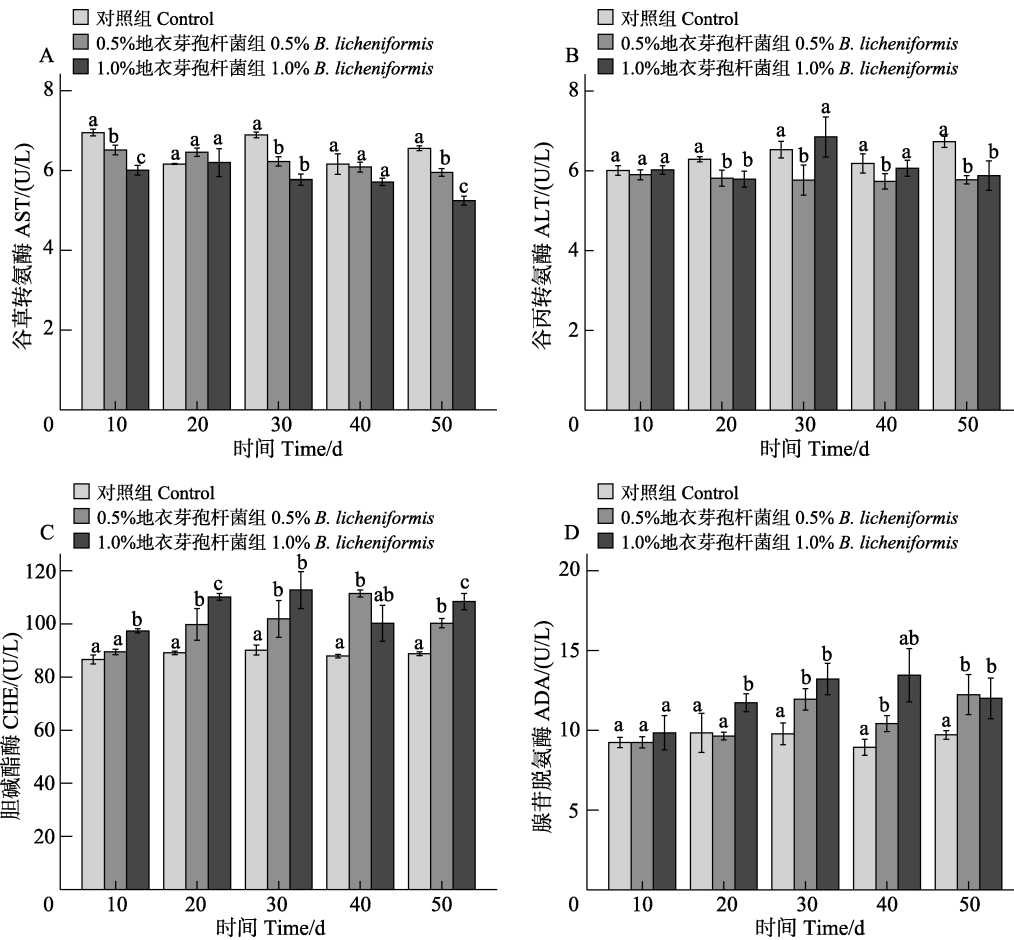 A
对照组 Control
0.5%地衣芽孢杆菌组 0.5% B. licheniformis
1.0%地衣芽孢杆菌组 1.0% B. licheniformis
谷草转氨酶 AST/(U/L)
8
6
4
2
0
a b c
a a a
a b b
a a a
a b c
10 20 30 40 50
时间 Time/d
B
对照组 Control
0.5%地衣芽孢杆菌组 0.5% B. licheniformis
1.0%地衣芽孢杆菌组 1.0% B. licheniformis
谷丙转氨酶 ALT/(U/L)
8
6
4
2
0
a a a
a b b
a b a
a b a
a b b
10 20 30 40 50
时间 Time/d
C
对照组 Control
0.5%地衣芽孢杆菌组 0.5% B. licheniformis
1.0%地衣芽孢杆菌组 1.0% B. licheniformis
胆碱酯酶 CHE/(U/L)
120
100
80
60
40
20
0
a a b
a b c
a b b
a b ab
a b c
10 20 30 40 50
时间 Time/d
D
对照组 Control
0.5%地衣芽孢杆菌组 0.5% B. licheniformis
1.0%地衣芽孢杆菌组 1.0% B. licheniformis
腺苷脱氨酶 ADA/(U/L)
20
15
10
5
0
a a a
a a b
a b b
a b ab
a b b
10 20 30 40 50
时间 Time/d